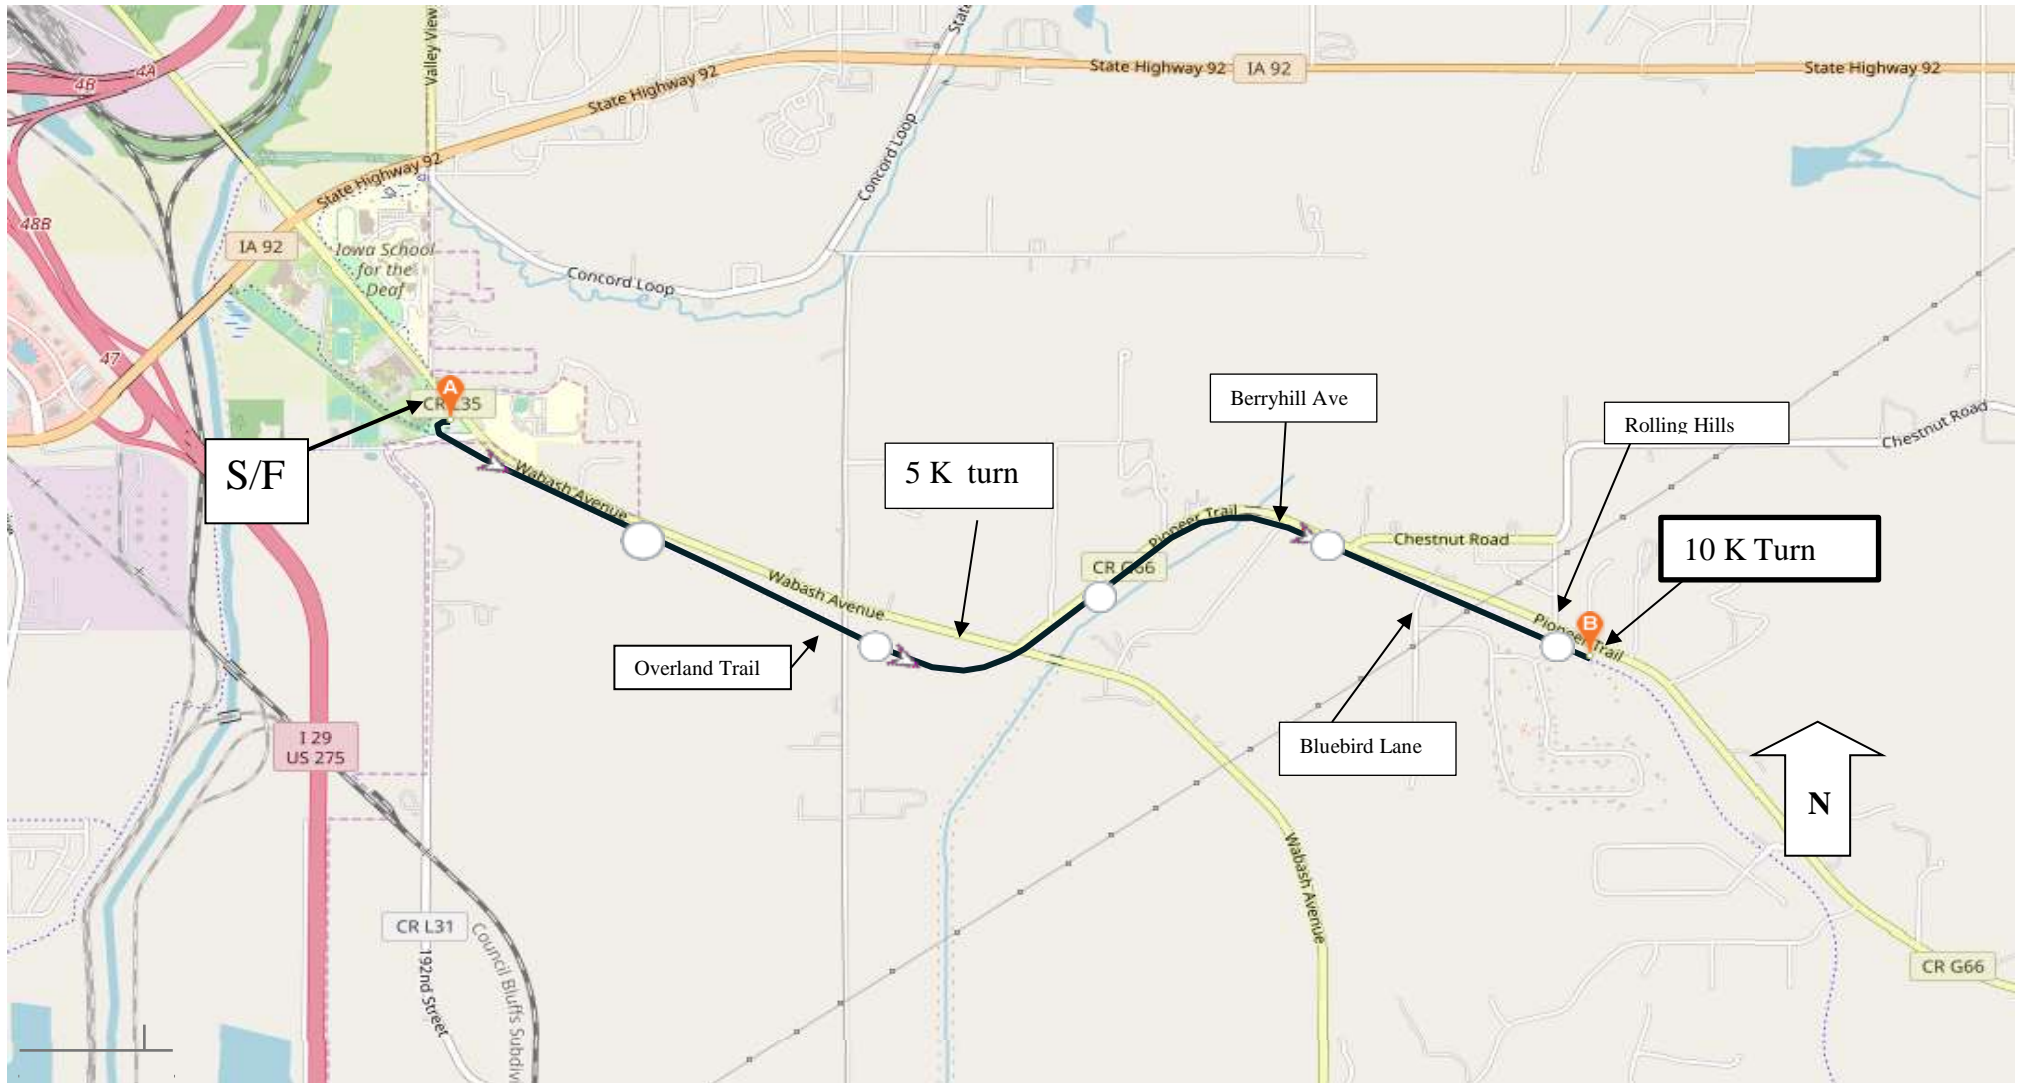 4B
4A
Valley View
State
State Highway 92
IA 92
State Highway 92
State Highway 92
Concord Loop
State Highway 92
48B
IA 92
Iowa School
for the
Deaf
Concord Loop
47
A
CR L35
Berryhill Ave
Rolling Hills
Chestnut Road
S/F
5 K turn
Wabash Avenue
Pioneer Trail
Chestnut Road
10 K Turn
CR G66
Wabash Avenue
B
Pioneer Trail
Overland Trail
Bluebird Lane
I 29
US 275
N
Wabash Avenue
CR L31
192nd Street
Council Bluffs Subdivi
CR G66